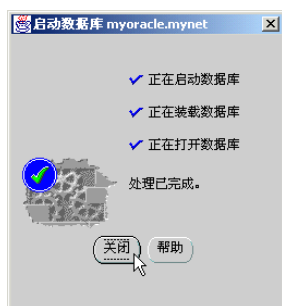 启动数据库 myoracle.mynet
正在启动数据库
正在装载数据库
正在打开数据库
处理已完成。
关闭 帮助